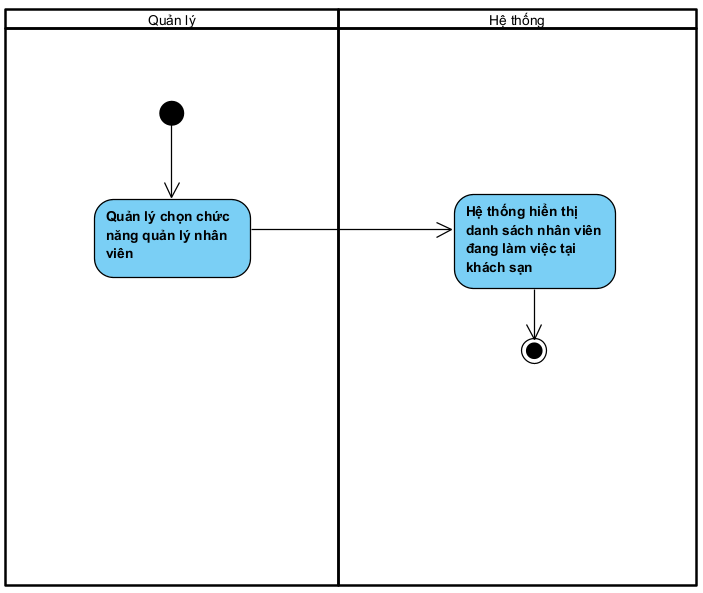 Quản lý
Hệ thống
Quản lý chọn chức
năng quản lý nhân
viên
Hệ thống hiển thị
danh sách nhân viên
đang làm việc tại
khách sạn